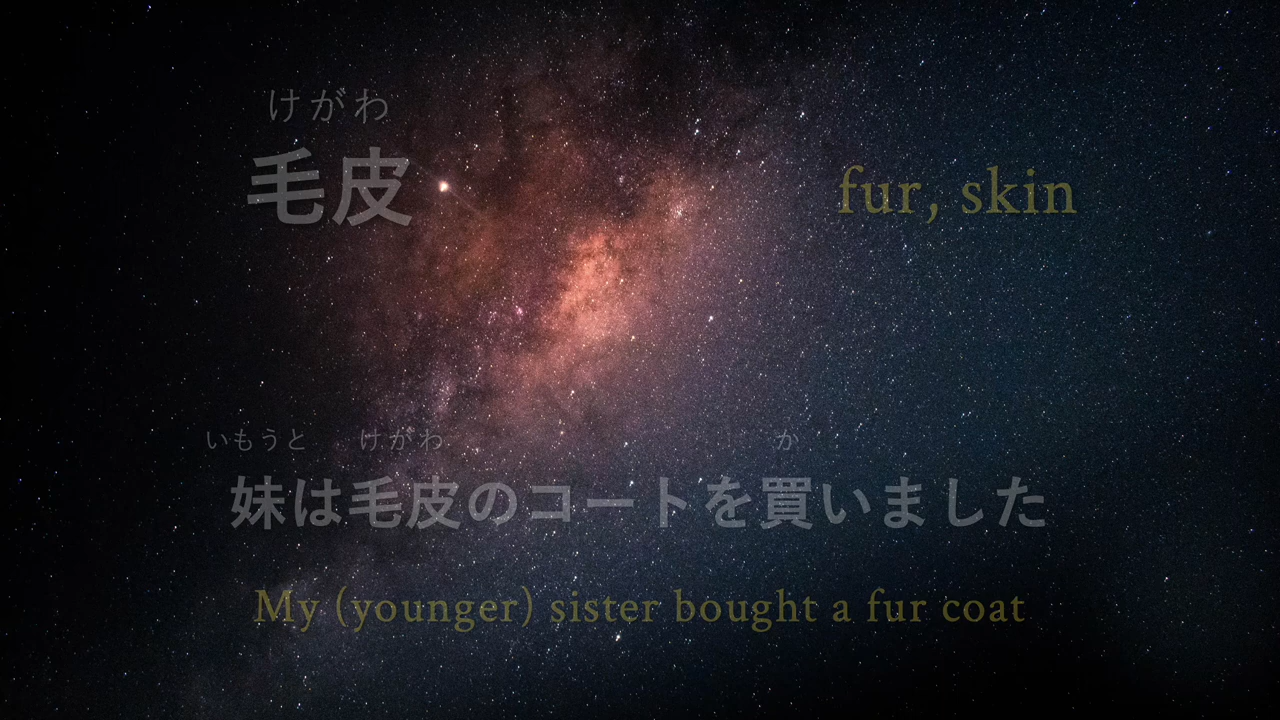 けがわ
毛皮
fur, skin
いもうと けがわ か
妹は毛皮のコートを買いました
My (younger) sister bought a fur coat